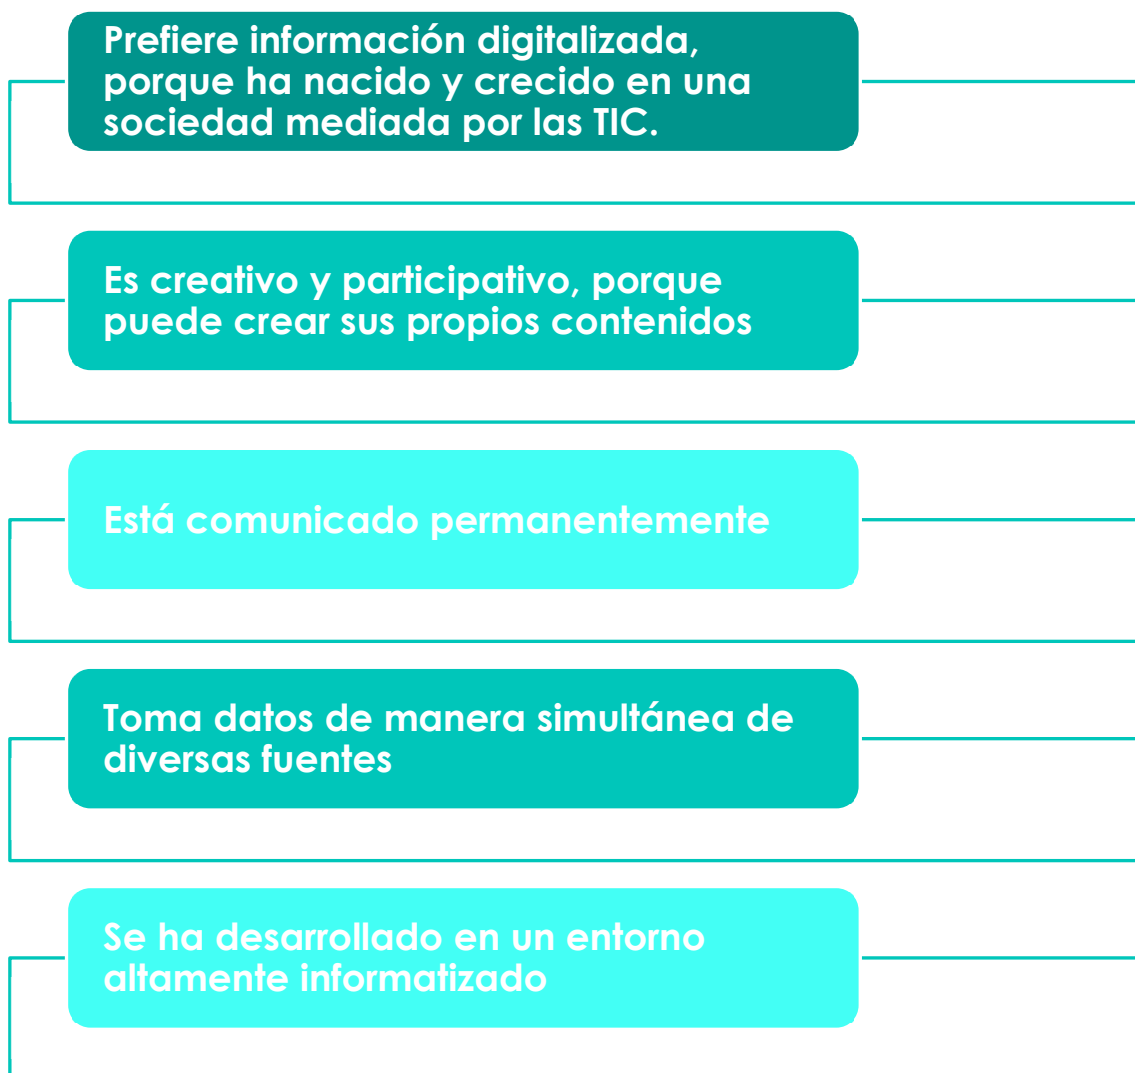 Prefiere información digitalizada,
porque ha nacido y crecido en una
sociedad mediada por las TIC.
Es creativo y participativo, porque
puede crear sus propios contenidos
Está comunicado permanentemente
Toma datos de manera simultánea de
diversas fuentes
Se ha desarrollado en un entorno
altamente informatizado